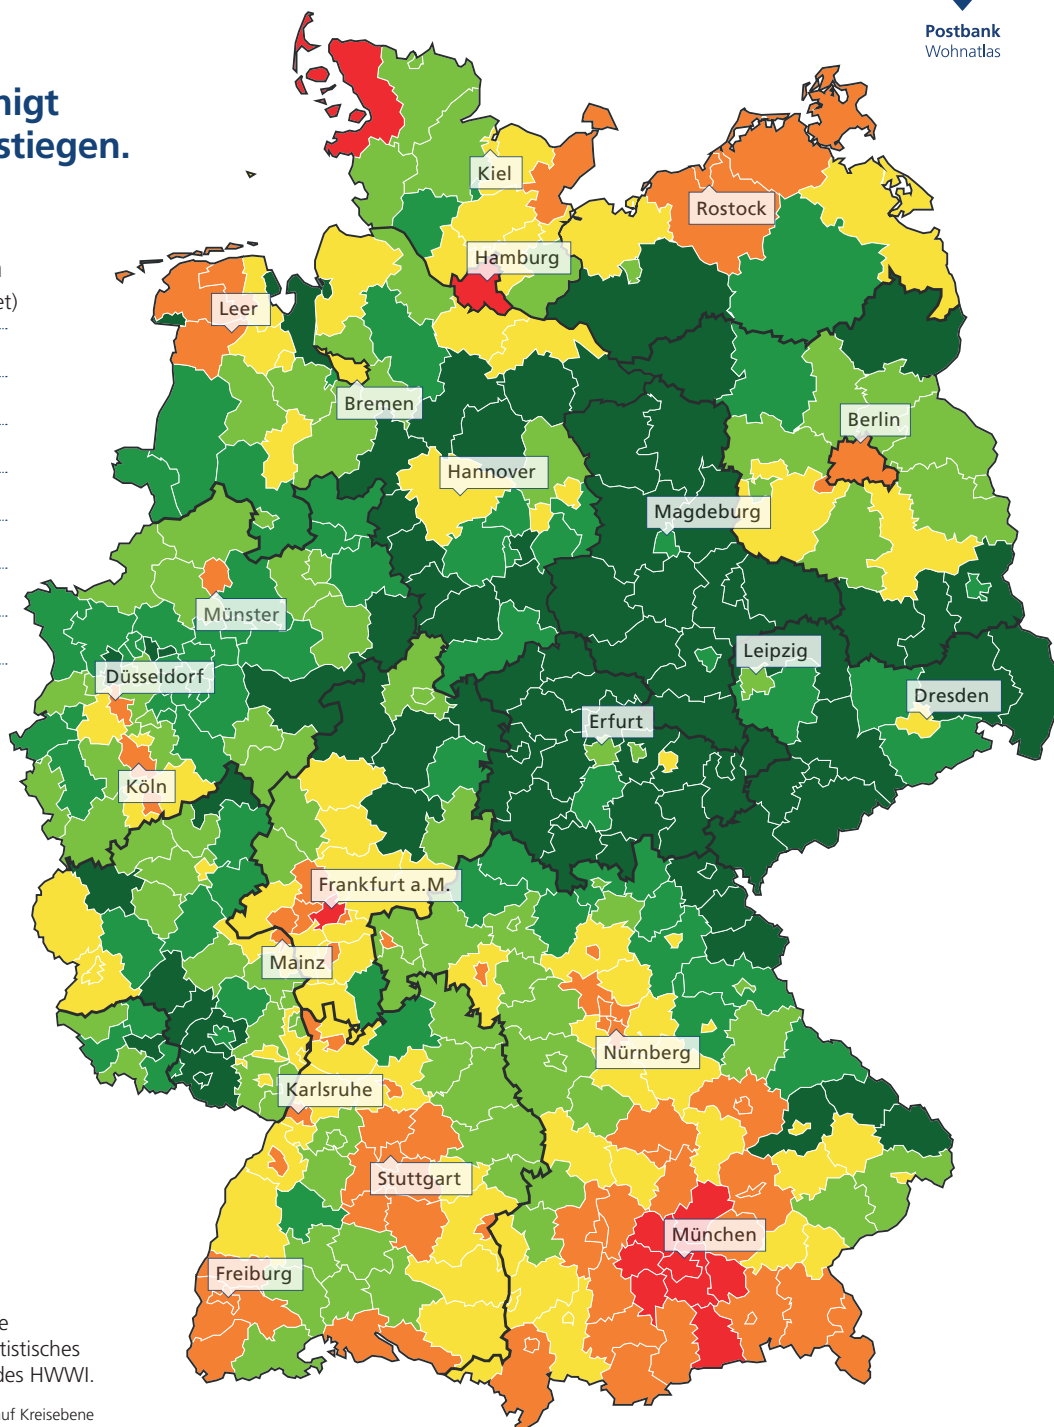 Postbank
Wohnatlas
nigt
stiegen.
n
et)
Kiel
Rostock
Hamburg
Leer
Bremen
Berlin
Hannover
Magdeburg
Münster
Leipzig
Düsseldorf
Dresden
Erfurt
Köln
Frankfurt a.M.
Mainz
Nürnberg
Karlsruhe
Stuttgart
München
Freiburg
e
tistisches
des HWWI.
uf Kreisebene